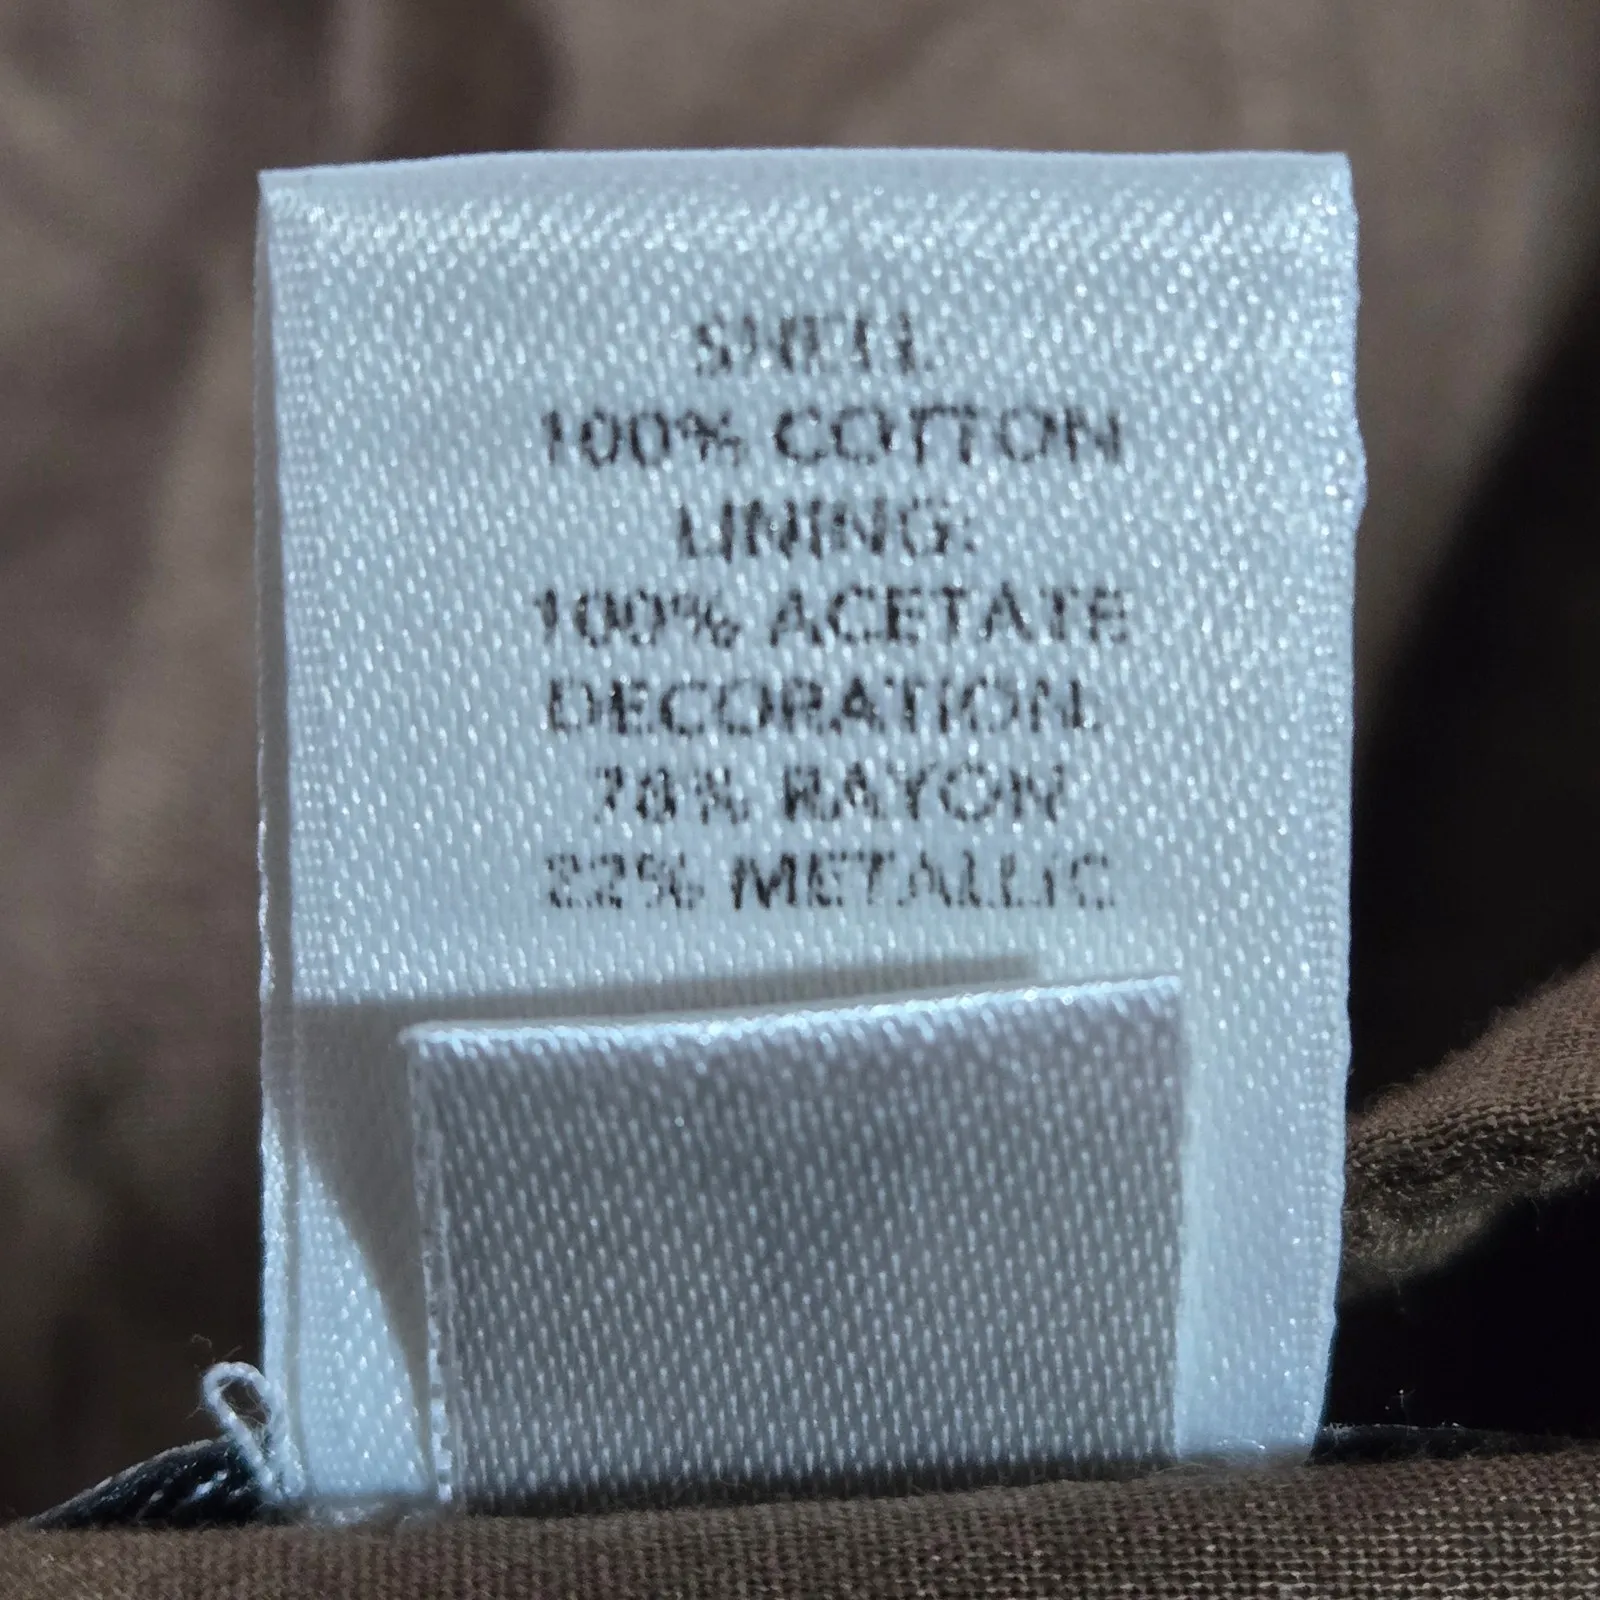 SHELL
100% COTTON
LINING:
100% ACETATE
DECORATION:
78% RAYON
22% METALLIC